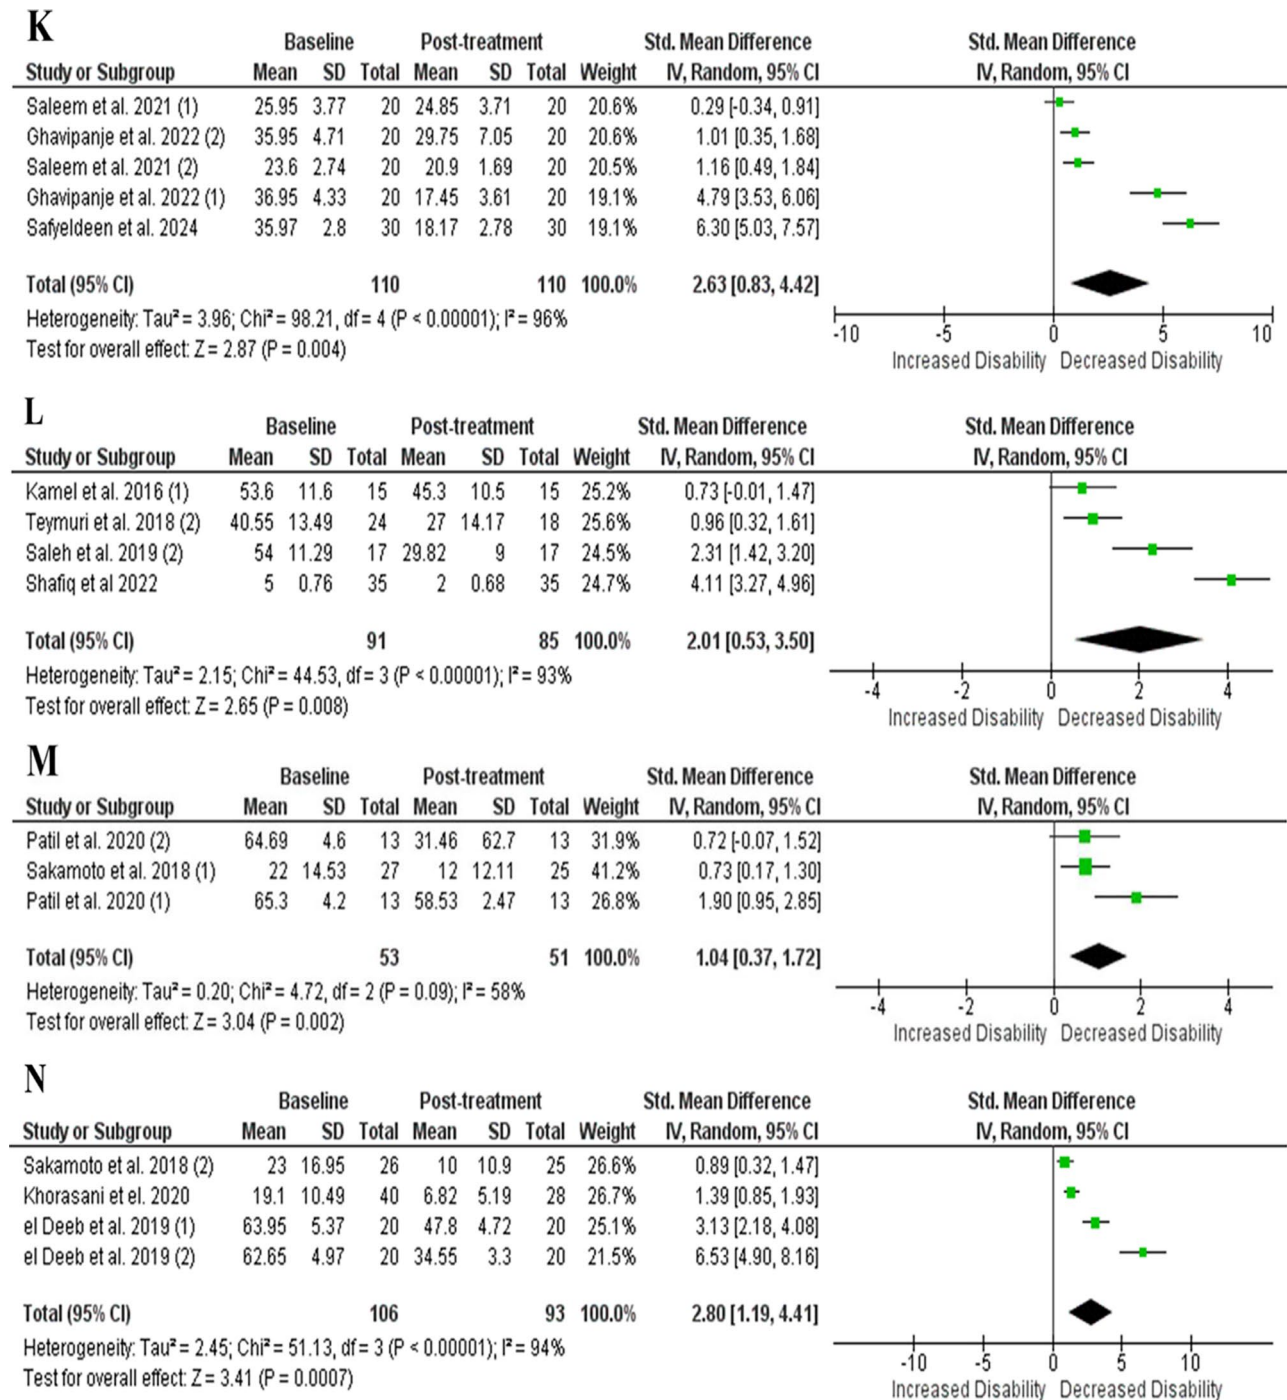 K
Baseline Post-treatment Std. Mean Difference Std. Mean Difference
Study or Subgroup Mean SD Total Mean SD Total Weight IV, Random, 95% CI IV, Random, 95% CI
Saleem et al. 2021 (1) 25.95 3.77 20 24.85 3.71 20 20.6% 0.29 [-0.34, 0.91]
Ghavipanje et al. 2022 (2) 35.95 4.71 20 29.75 7.05 20 20.6% 1.01 [0.35, 1.68]
Saleem et al. 2021 (2) 23.6 2.74 20 20.9 1.69 20 20.5% 1.16 [0.49, 1.84]
Ghavipanje et al. 2022 (1) 36.95 4.33 20 17.45 3.61 20 19.1% 4.79 [3.53, 6.06]
Safyeldeen et al. 2024 35.97 2.8 30 18.17 2.78 30 19.1% 6.30 [5.03, 7.57]
Total (95% CI) 110 110 100.0% 2.63 [0.83, 4.42]
Heterogeneity: Tau² = 3.96; Chi² = 98.21, df = 4 (P < 0.00001); I² = 96%
Test for overall effect: Z = 2.87 (P = 0.004)
-10 -5 0 5 10
Increased Disability Decreased Disability
L
Baseline Post-treatment Std. Mean Difference Std. Mean Difference
Study or Subgroup Mean SD Total Mean SD Total Weight IV, Random, 95% CI IV, Random, 95% CI
Kamel et al. 2016 (1) 53.6 11.6 15 45.3 10.5 15 25.2% 0.73 [-0.01, 1.47]
Teymuri et al. 2018 (2) 40.55 13.49 24 27 14.17 18 25.6% 0.96 [0.32, 1.61]
Saleh et al. 2019 (2) 54 11.29 17 29.82 9 17 24.5% 2.31 [1.42, 3.20]
Shafiq et al 2022 5 0.76 35 2 0.68 35 24.7% 4.11 [3.27, 4.96]
Total (95% CI) 91 85 100.0% 2.01 [0.53, 3.50]
Heterogeneity: Tau² = 2.15; Chi² = 44.53, df = 3 (P < 0.00001); I² = 93%
Test for overall effect: Z = 2.65 (P = 0.008)
-4 -2 0 2 4
Increased Disability Decreased Disability
M
Baseline Post-treatment Std. Mean Difference Std. Mean Difference
Study or Subgroup Mean SD Total Mean SD Total Weight IV, Random, 95% CI IV, Random, 95% CI
Patil et al. 2020 (2) 64.69 4.6 13 31.46 62.7 13 31.9% 0.72 [-0.07, 1.52]
Sakamoto et al. 2018 (1) 22 14.53 27 12 12.11 25 41.2% 0.73 [0.17, 1.30]
Patil et al. 2020 (1) 65.3 4.2 13 58.53 2.47 13 26.8% 1.90 [0.95, 2.85]
Total (95% CI) 53 51 100.0% 1.04 [0.37, 1.72]
Heterogeneity: Tau² = 0.20; Chi² = 4.72, df = 2 (P = 0.09); I² = 58%
Test for overall effect: Z = 3.04 (P = 0.002)
-4 -2 0 2 4
Increased Disability Decreased Disability
N
Baseline Post-treatment Std. Mean Difference Std. Mean Difference
Study or Subgroup Mean SD Total Mean SD Total Weight IV, Random, 95% CI IV, Random, 95% CI
Sakamoto et al. 2018 (2) 23 16.95 26 10 10.9 25 26.6% 0.89 [0.32, 1.47]
Khorasani et el. 2020 19.1 10.49 40 6.82 5.19 28 26.7% 1.39 [0.85, 1.93]
el Deeb et al. 2019 (1) 63.95 5.37 20 47.8 4.72 20 25.1% 3.13 [2.18, 4.08]
el Deeb et al. 2019 (2) 62.65 4.97 20 34.55 3.3 20 21.5% 6.53 [4.90, 8.16]
Total (95% CI) 106 93 100.0% 2.80 [1.19, 4.41]
Heterogeneity: Tau² = 2.45; Chi² = 51.13, df = 3 (P < 0.00001); I² = 94%
Test for overall effect: Z = 3.41 (P = 0.0007)
-10 -5 0 5 10
Increased Disability Decreased Disability